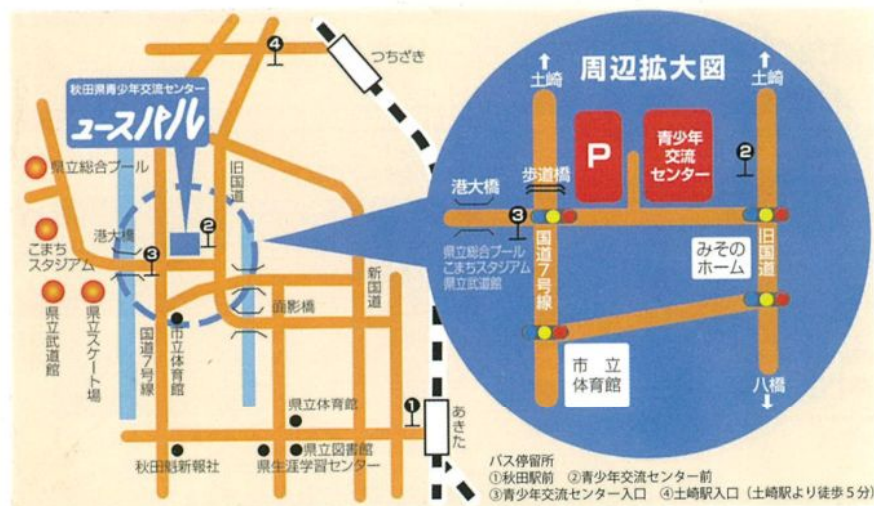 ④
つちざき
秋田県青少年交流センター
ユースパル
県立総合プール
旧国道
②
港大橋
③
こまち
スタジアム
県立武道館
県立スケート場
国道7号線
市立体育館
面影橋
新国道
県立体育館
①
あきた
秋田魁新報社
県生涯学習センター
県立図書館
周辺拡大図
土崎
土崎
P
青少年
交流
センター
②
港大橋
歩道橋
③
県立総合プール
こまちスタジアム
県立武道館
国道7号線
みその
ホーム
旧国道
市立
体育館
八橋
バス停留所
①秋田駅前 ②青少年交流センター前
③青少年交流センター入口 ④土崎駅入口(土崎駅より徒歩5分)